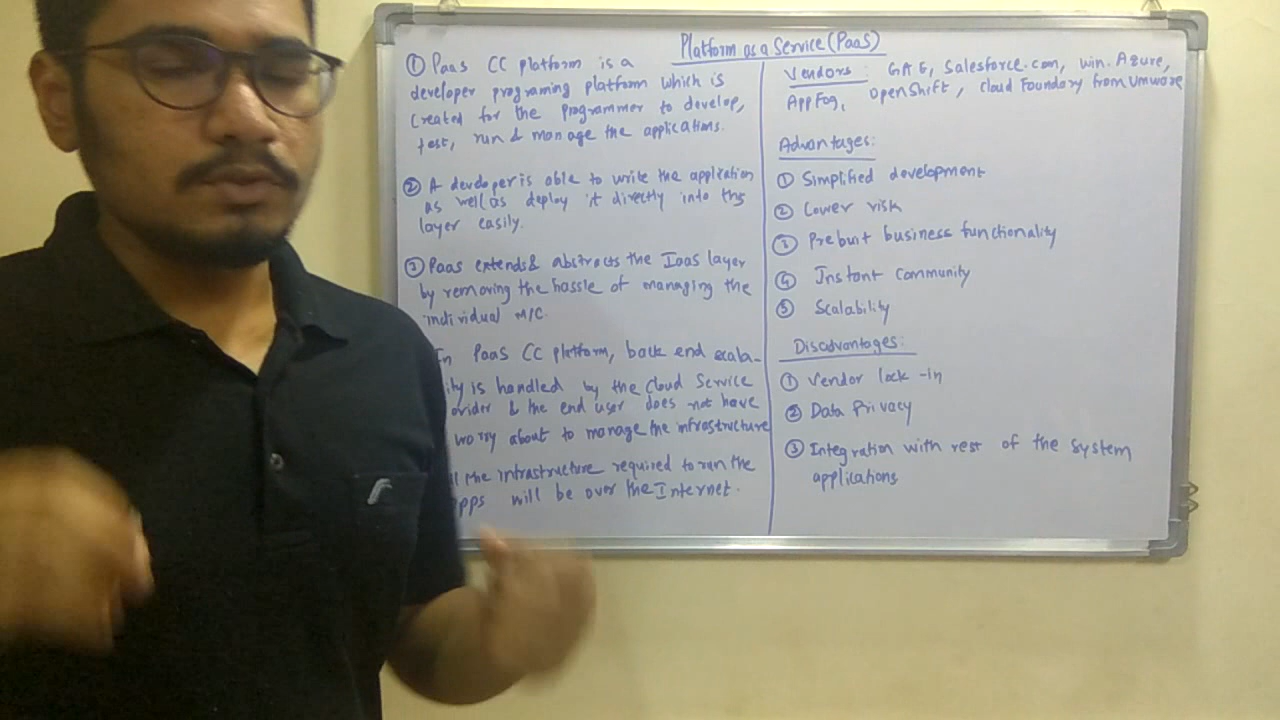 Platform as a Service (PaaS)
① Paas CC platform is a
developer programing platform which is
created for the programmer to develop,
test, run & manage the applications.
② A developer is able to write the application
as well as deploy it directly into this
layer easily.
③ Paas extends & abstracts the Iaas layer
by removing the hassle of managing the
individual M/C.
In Paas CC platform, back end scala-
ity is handled by the cloud Service
ovider & the end user does not have
worry about to manage the infrastructure
ll the infrastructure required to run the
apps will be over the Internet.
Vendors: GAE, Salesforce.com, win. Azure,
AppFog, OpenShift, Cloud Foundary from Vmware
Advantages:
① Simplified development
② Lower risk
③ Prebuit business functionality
④ Instant Community
⑤ Scalability
Disadvantages:
① Vendor lock-in
② Data Privacy
③ Integration with rest of the system
applications